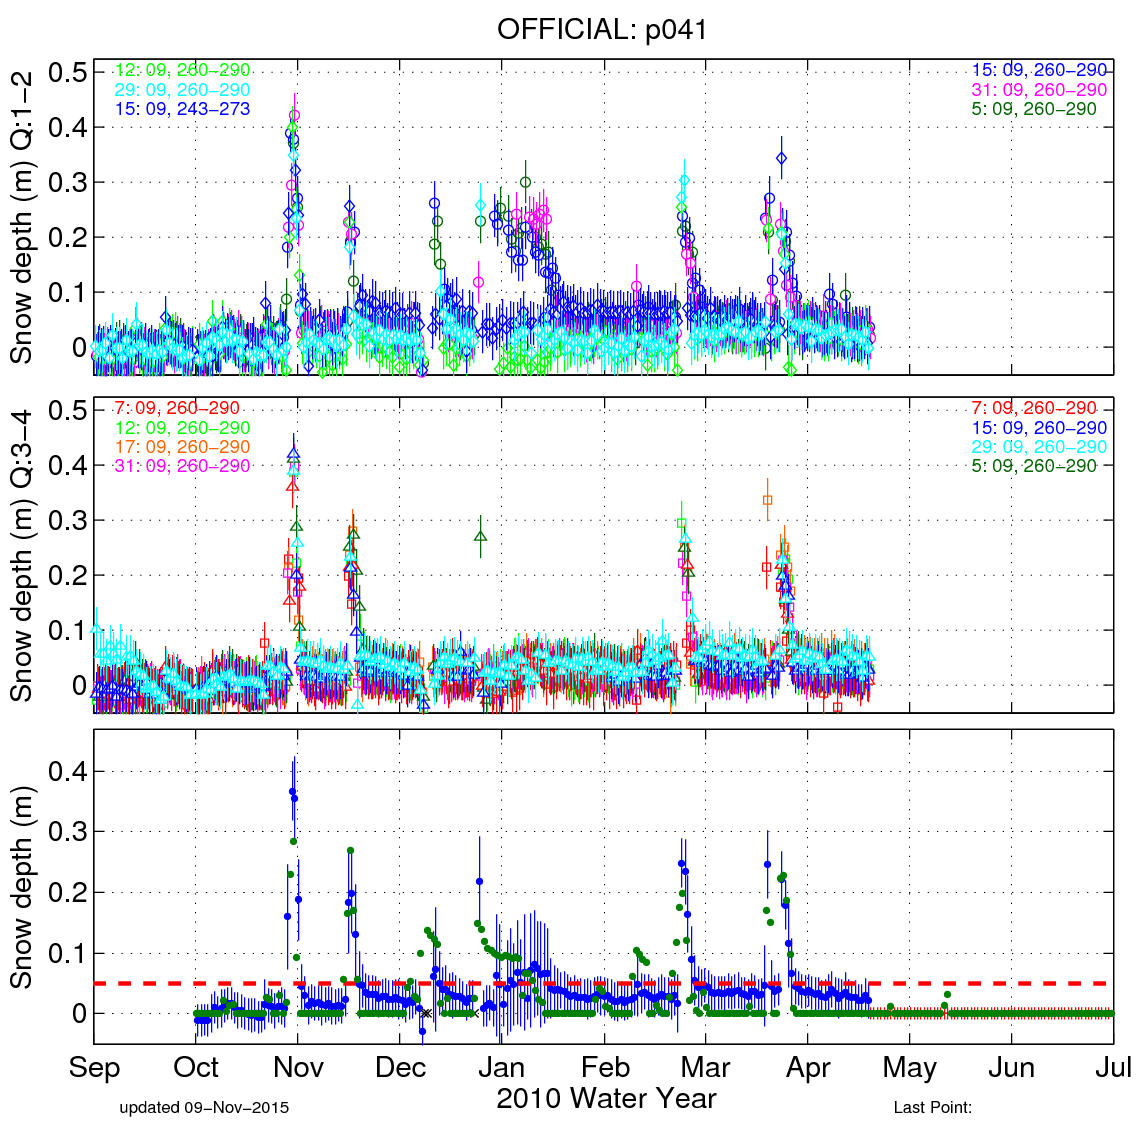 OFFICIAL: p041
Snow depth (m) Q:1−2
0.5
0.4
0.3
0.2
0.1
0
12: 09, 260−290
29: 09, 260−290
15: 09, 243−273
15: 09, 260−290
31: 09, 260−290
5: 09, 260−290
Snow depth (m) Q:3−4
0.5
0.4
0.3
0.2
0.1
0
7: 09, 260−290
12: 09, 260−290
17: 09, 260−290
31: 09, 260−290
7: 09, 260−290
15: 09, 260−290
29: 09, 260−290
5: 09, 260−290
Snow depth (m)
0.4
0.3
0.2
0.1
0
Sep Oct Nov Dec Jan Feb Mar Apr May Jun Jul
2010 Water Year
updated 09−Nov−2015
Last Point: